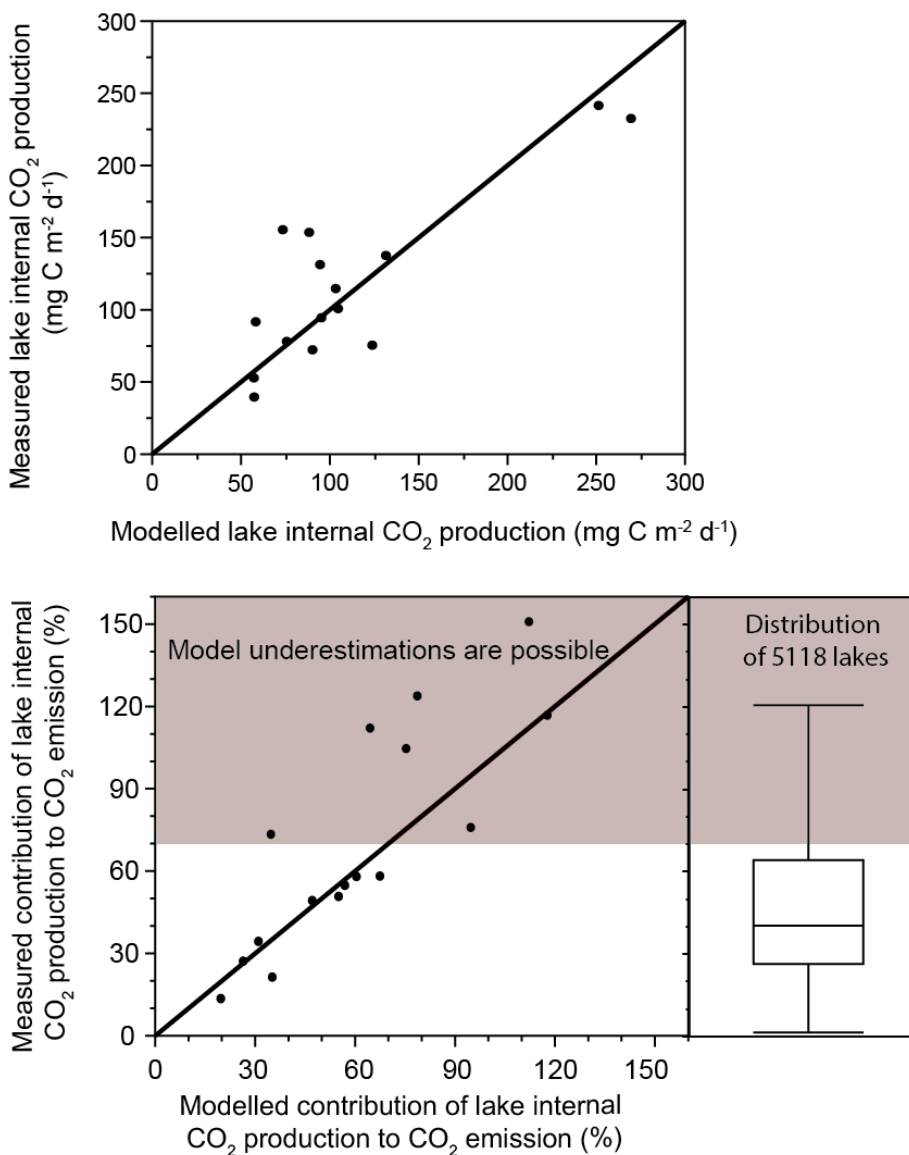 Measured lake internal CO₂ production
(mg C m⁻² d⁻¹)
300
250
200
150
100
50
0
0 50 100 150 200 250 300
Modelled lake internal CO₂ production (mg C m⁻² d⁻¹)
Measured contribution of lake internal
CO₂ production to CO₂ emission (%)
150
120
90
60
30
0
Model underestimations are possible
Distribution
of 5118 lakes
0 30 60 90 120 150
Modelled contribution of lake internal
CO₂ production to CO₂ emission (%)